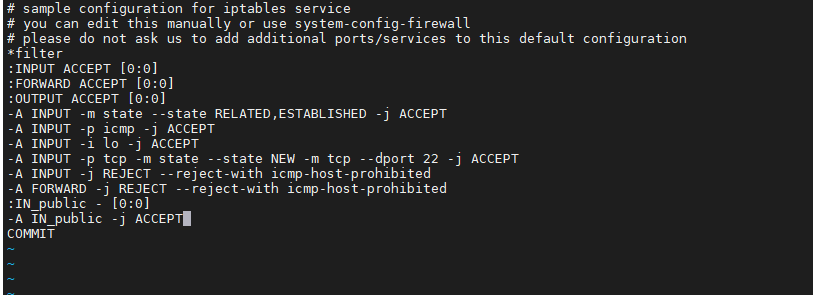 # sample configuration for iptables service
# you can edit this manually or use system-config-firewall
# please do not ask us to add additional ports/services to this default configuration
*filter
:INPUT ACCEPT [0:0]
:FORWARD ACCEPT [0:0]
:OUTPUT ACCEPT [0:0]
-A INPUT -m state --state RELATED,ESTABLISHED -j ACCEPT
-A INPUT -p icmp -j ACCEPT
-A INPUT -i lo -j ACCEPT
-A INPUT -p tcp -m state --state NEW -m tcp --dport 22 -j ACCEPT
-A INPUT -j REJECT --reject-with icmp-host-prohibited
-A FORWARD -j REJECT --reject-with icmp-host-prohibited
:IN_public - [0:0]
-A IN_public -j ACCEPT
COMMIT
~
~
~
~